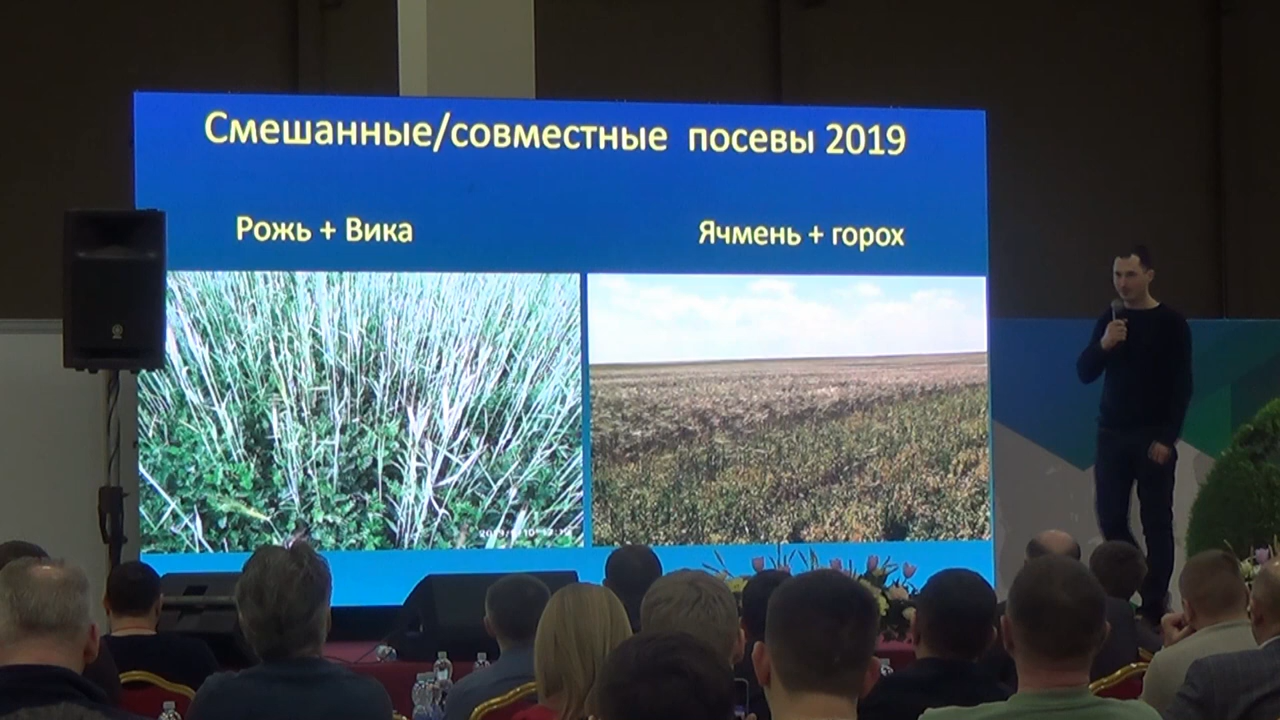 Смешанные/совместные посевы 2019
Рожь + Вика
Ячмень + горох